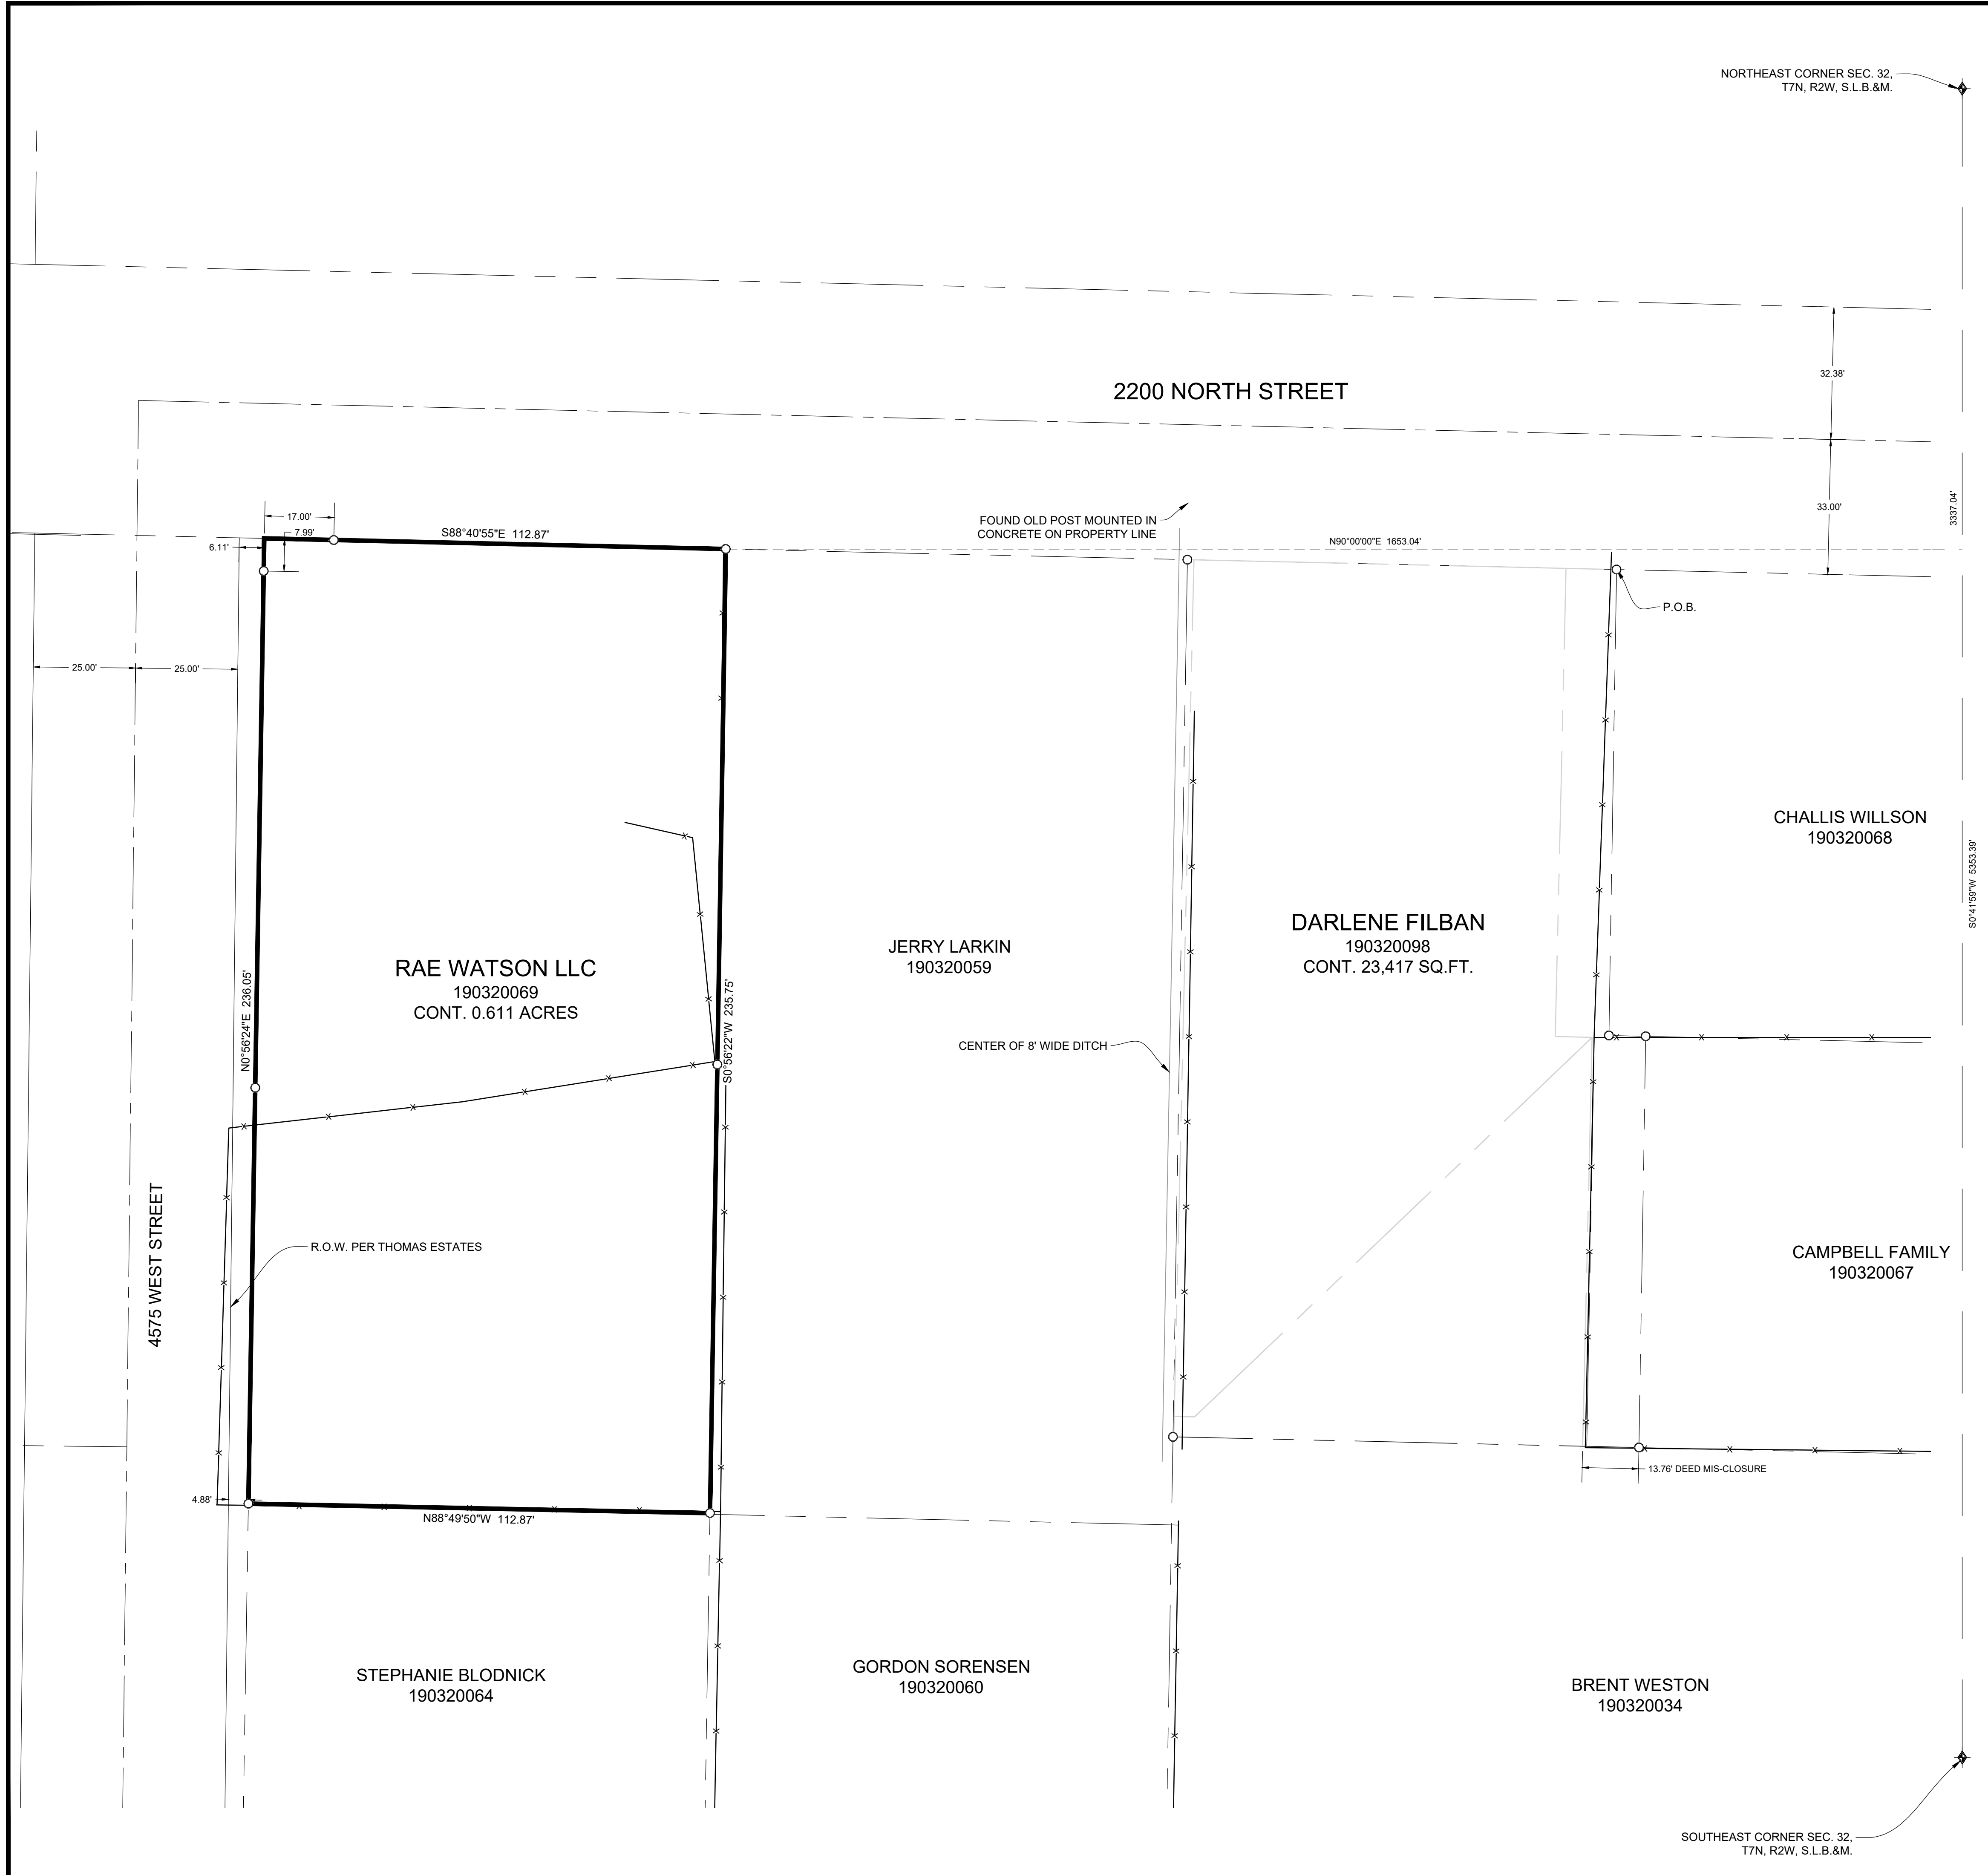 NORTHEAST CORNER SEC. 32,
T7N, R2W, S.L.B.&M.
32.38'
2200 NORTH STREET
33.00'
3337.04'
17.00'
7.99'
6.11'
S88°40'55"E 112.87'
FOUND OLD POST MOUNTED IN
CONCRETE ON PROPERTY LINE
N90°00'00"E 1653.04'
P.O.B.
25.00'
25.00'
CHALLIS WILLSON
190320068
S0°41'59"W 5353.39'
DARLENE FILBAN
190320098
CONT. 23,417 SQ.FT.
JERRY LARKIN
190320059
RAE WATSON LLC
190320069
CONT. 0.611 ACRES
N0°56'24"E 236.05'
S0°56'22"W 235.75'
CENTER OF 8' WIDE DITCH
4575 WEST STREET
R.O.W. PER THOMAS ESTATES
CAMPBELL FAMILY
190320067
13.76' DEED MIS-CLOSURE
4.88'
N88°49'50"W 112.87'
STEPHANIE BLODNICK
190320064
GORDON SORENSEN
190320060
BRENT WESTON
190320034
SOUTHEAST CORNER SEC. 32,
T7N, R2W, S.L.B.&M.